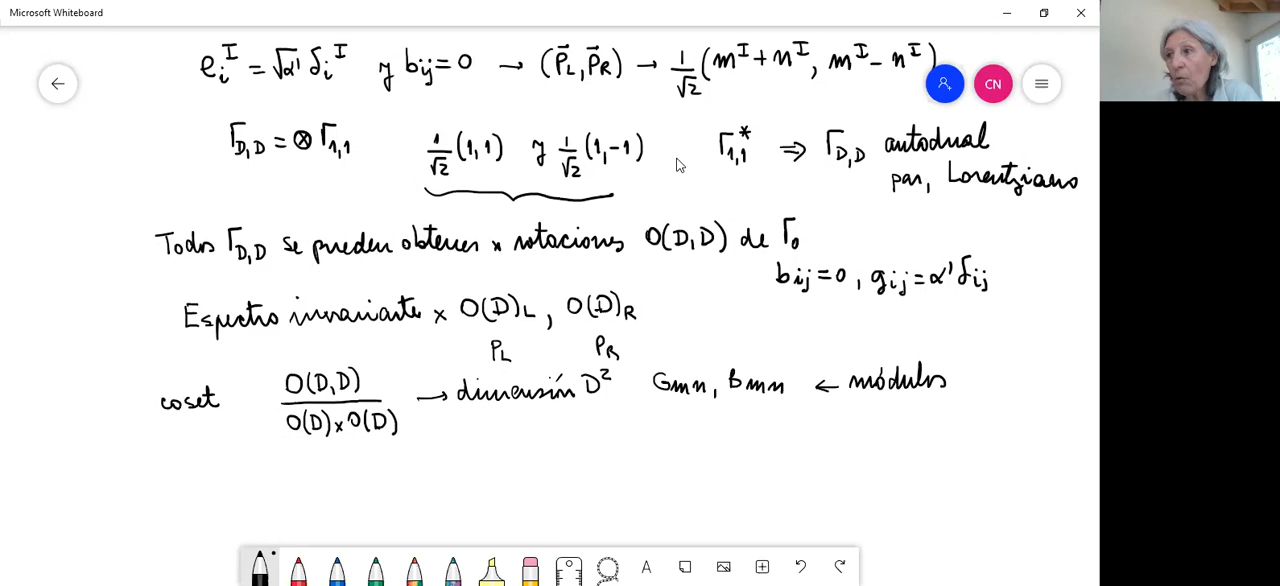 Microsoft Whiteboard
e_i^I = √α' δ_i^I y b_ij = 0 → (P⃗_L, P⃗_R) → 1/√2 (m^I + n^I, m^I - n^I)
CN
Γ_D,D = ⊗ Γ_1,1 1/√2 (1,1) y 1/√2 (1,-1) Γ_1,1^* ⇒ Γ_D,D autodual
par, Lorentziano
Todos Γ_D,D se pueden obtener x rotaciones O(D,D) de Γ_0
b_ij = 0, g_ij = α' δ_ij
Espectro invariante x O(D)_L, O(D)_R
P_L P_R
coset O(D,D) / O(D) x O(D) → dimensión D² G_mn, B_mn ← módulos
A